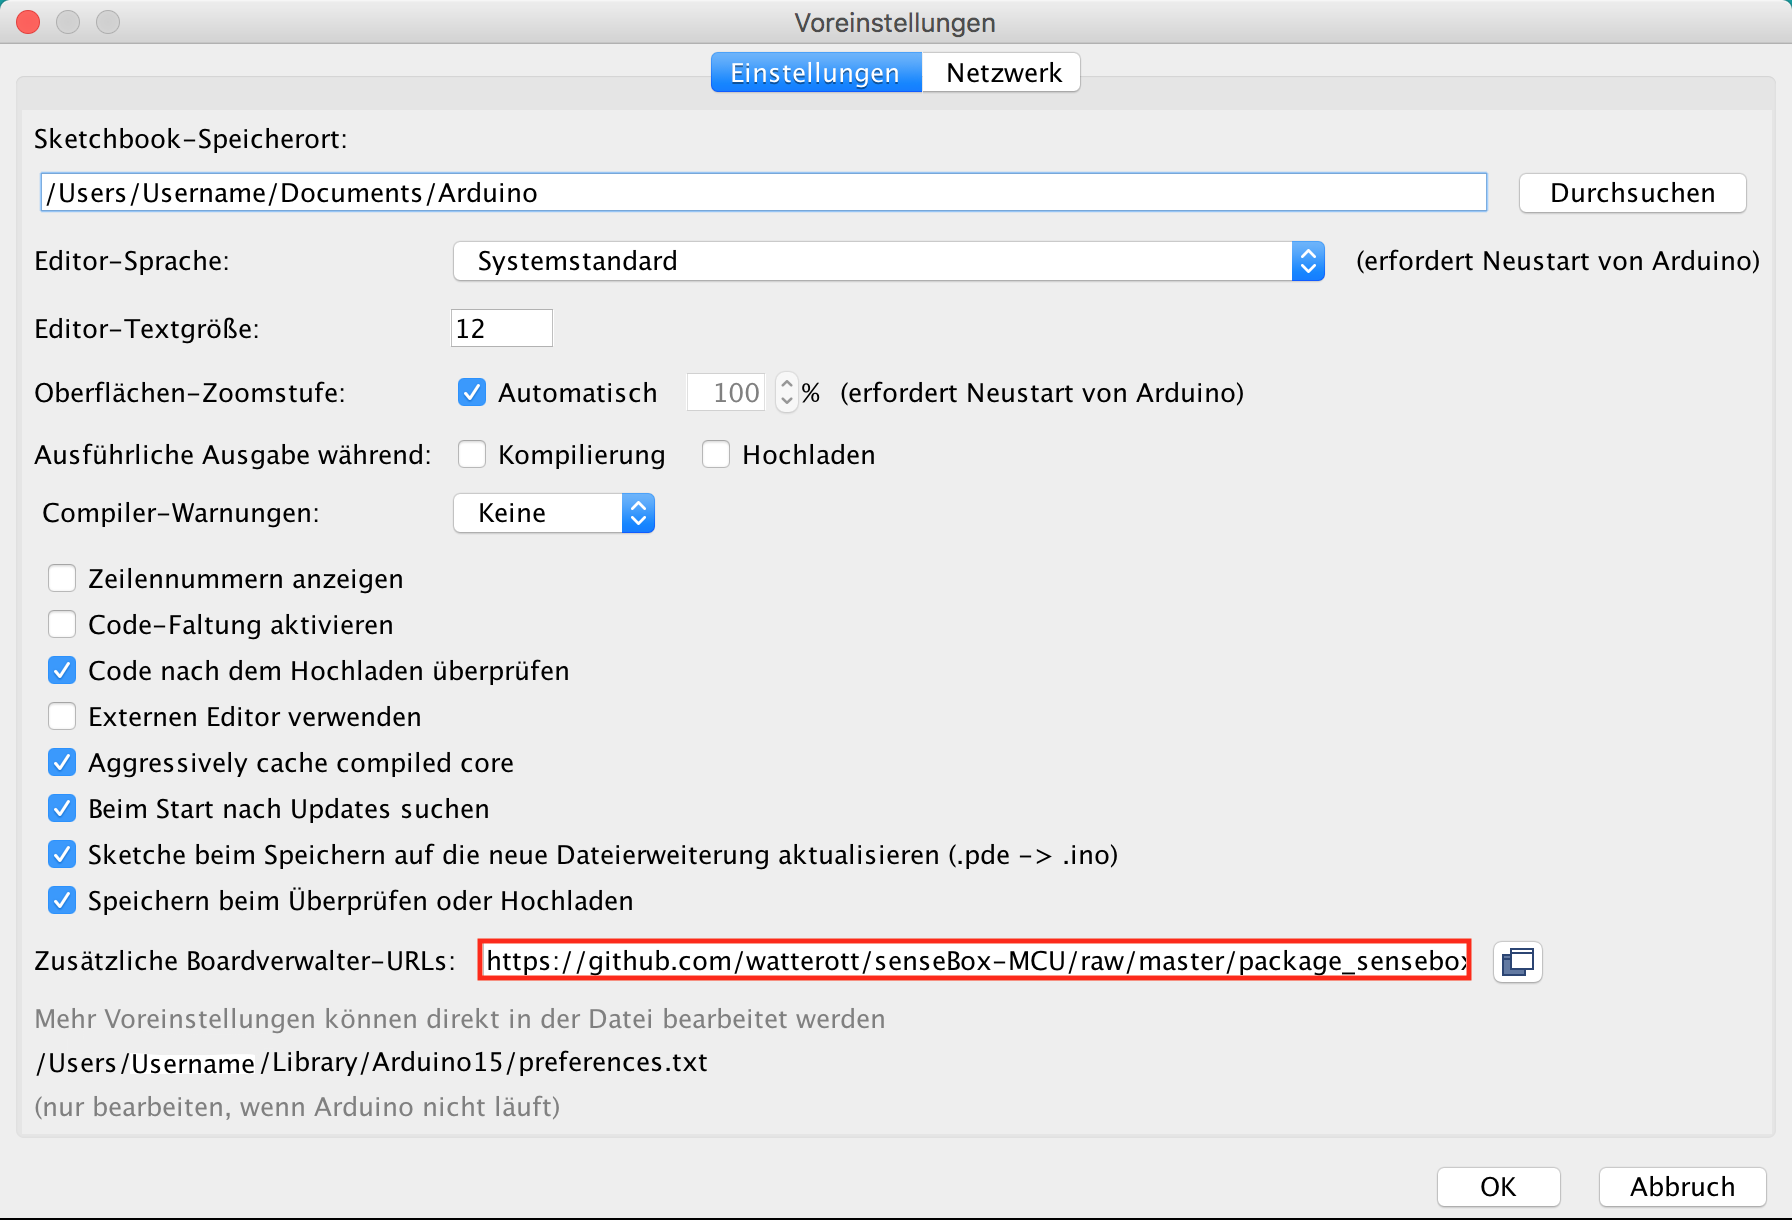 Voreinstellungen
Einstellungen Netzwerk
Sketchbook-Speicherort:
/Users/Username/Documents/Arduino Durchsuchen
Editor-Sprache: Systemstandard (erfordert Neustart von Arduino)
Editor-Textgröße: 12
Oberflächen-Zoomstufe: Automatisch 100 % (erfordert Neustart von Arduino)
Ausführliche Ausgabe während: Kompilierung Hochladen
Compiler-Warnungen: Keine
Zeilennummern anzeigen
Code-Faltung aktivieren
Code nach dem Hochladen überprüfen
Externen Editor verwenden
Aggressively cache compiled core
Beim Start nach Updates suchen
Sketche beim Speichern auf die neue Dateierweiterung aktualisieren (.pde -> .ino)
Speichern beim Überprüfen oder Hochladen
Zusätzliche Boardverwalter-URLs: https://github.com/watterott/senseBox-MCU/raw/master/package_sensebox
Mehr Voreinstellungen können direkt in der Datei bearbeitet werden
/Users/Username/Library/Arduino15/preferences.txt
(nur bearbeiten, wenn Arduino nicht läuft)
OK Abbruch